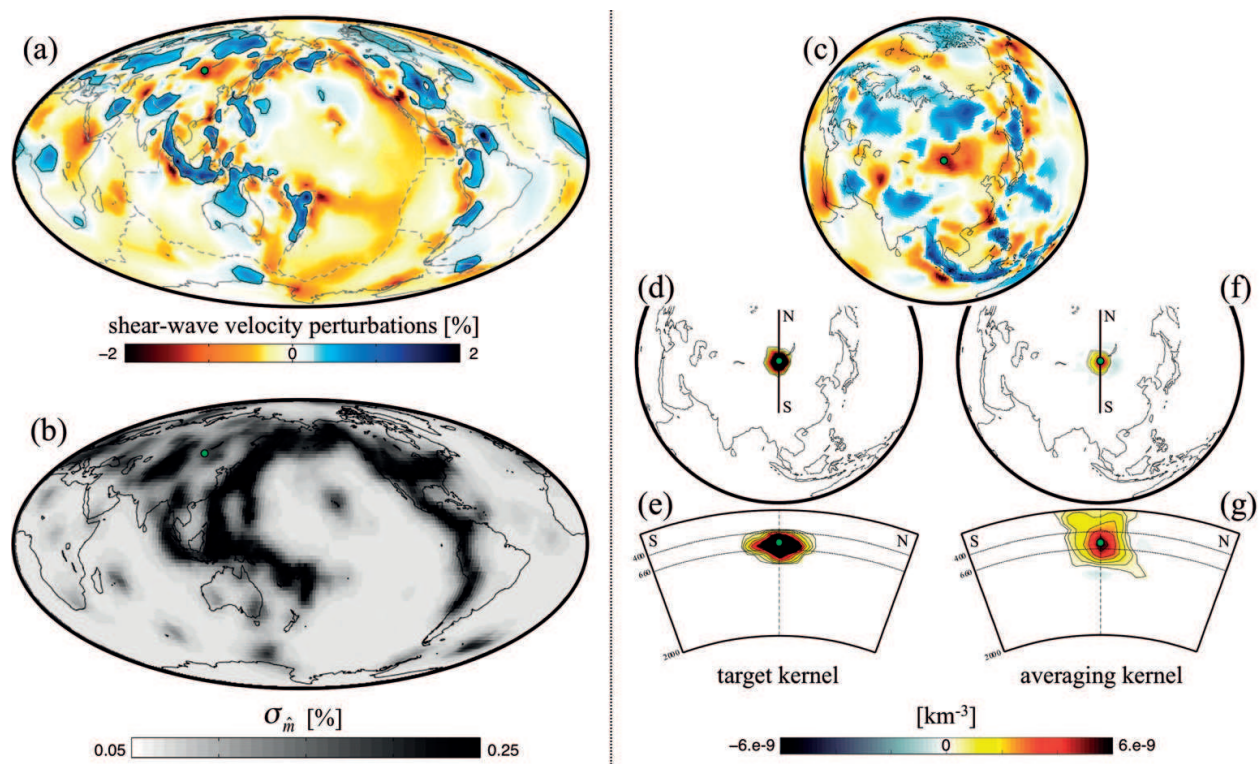 (a)
shear-wave velocity perturbations [%]
−2 0 2
(b)
σm̂ [%]
0.05 0.25
(c)
(d)
N
S
(f)
N
S
(e)
S N
400
660
2000
target kernel
(g)
S N
400
660
2000
averaging kernel
[km-3]
−6.e-9 0 6.e-9